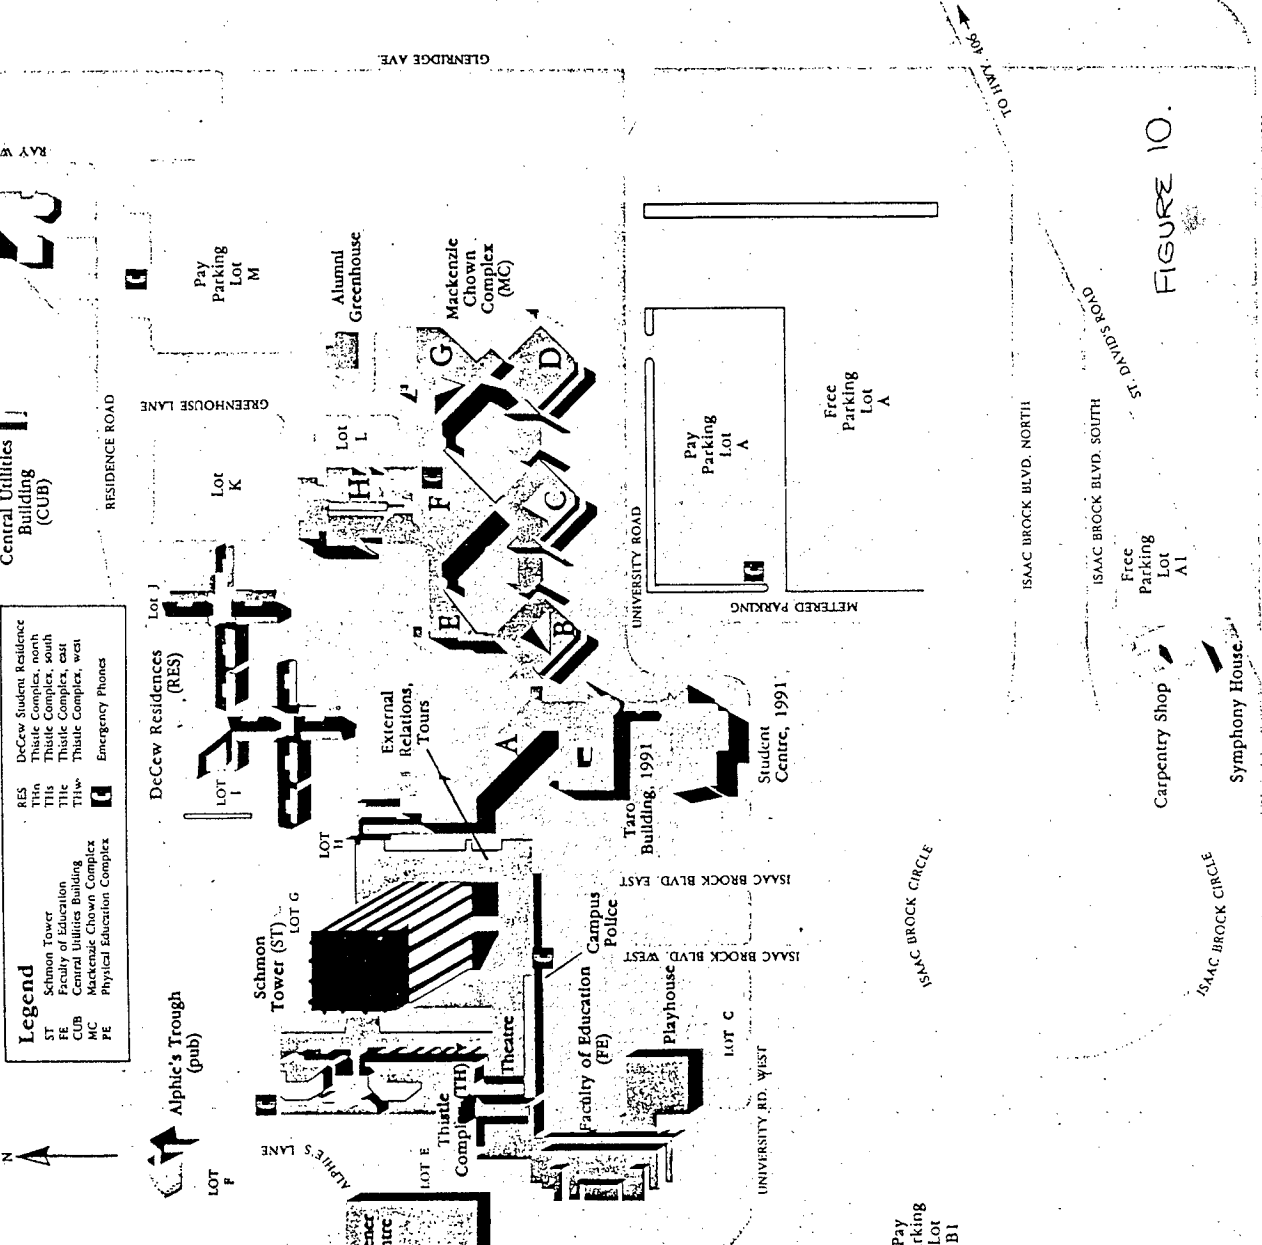 Legend
ST Schmon Tower
FE Faculty of Education
CUB Central Utilities Building
MC Mackenzie Chown Complex
PE Physical Education Complex
RES DeCew Student Residence
THn Thistle Complex, north
THs Thistle Complex, south
THe Thistle Complex, east
THw Thistle Complex, west
C Emergency Phones
N
Alphie's Trough
(pub)
LOT
F
ALPHIE'S LANE
LOT E
Thistle
(TH)
Theatre
Schmon
Tower (ST)
LOT G
LOT
H
LOT
I
DeCew Residences
(RES)
Lot J
Central Utilities
Building
(CUB)
RESIDENCE ROAD
Lot
K
GREENHOUSE LANE
Pay
Parking
Lot
M
RAY
GLENRIDGE AVE.
Alumni
Greenhouse
Lot
L
Mackenzie
Chown
Complex
(MC)
A
B
C
D
E
F
G
H
External
Relations,
Tours
Taro
Building, 1991
Student
Centre, 1991
Campus
Police
Faculty of Education
(FE)
Playhouse
LOT C
UNIVERSITY RD. WEST
ISAAC BROCK BLVD. WEST
ISAAC BROCK BLVD. EAST
UNIVERSITY ROAD
METERED PARKING
Pay
Parking
Lot
A
Free
Parking
Lot
A
ISAAC BROCK CIRCLE
ISAAC BROCK CIRCLE
ISAAC BROCK BLVD. NORTH
ISAAC BROCK BLVD. SOUTH
ST. DAVID'S ROAD
TO HWY. 406
Free
Parking
Lot
A1
Carpentry Shop
Symphony House
Pay
Lot
B1
FIGURE 10.